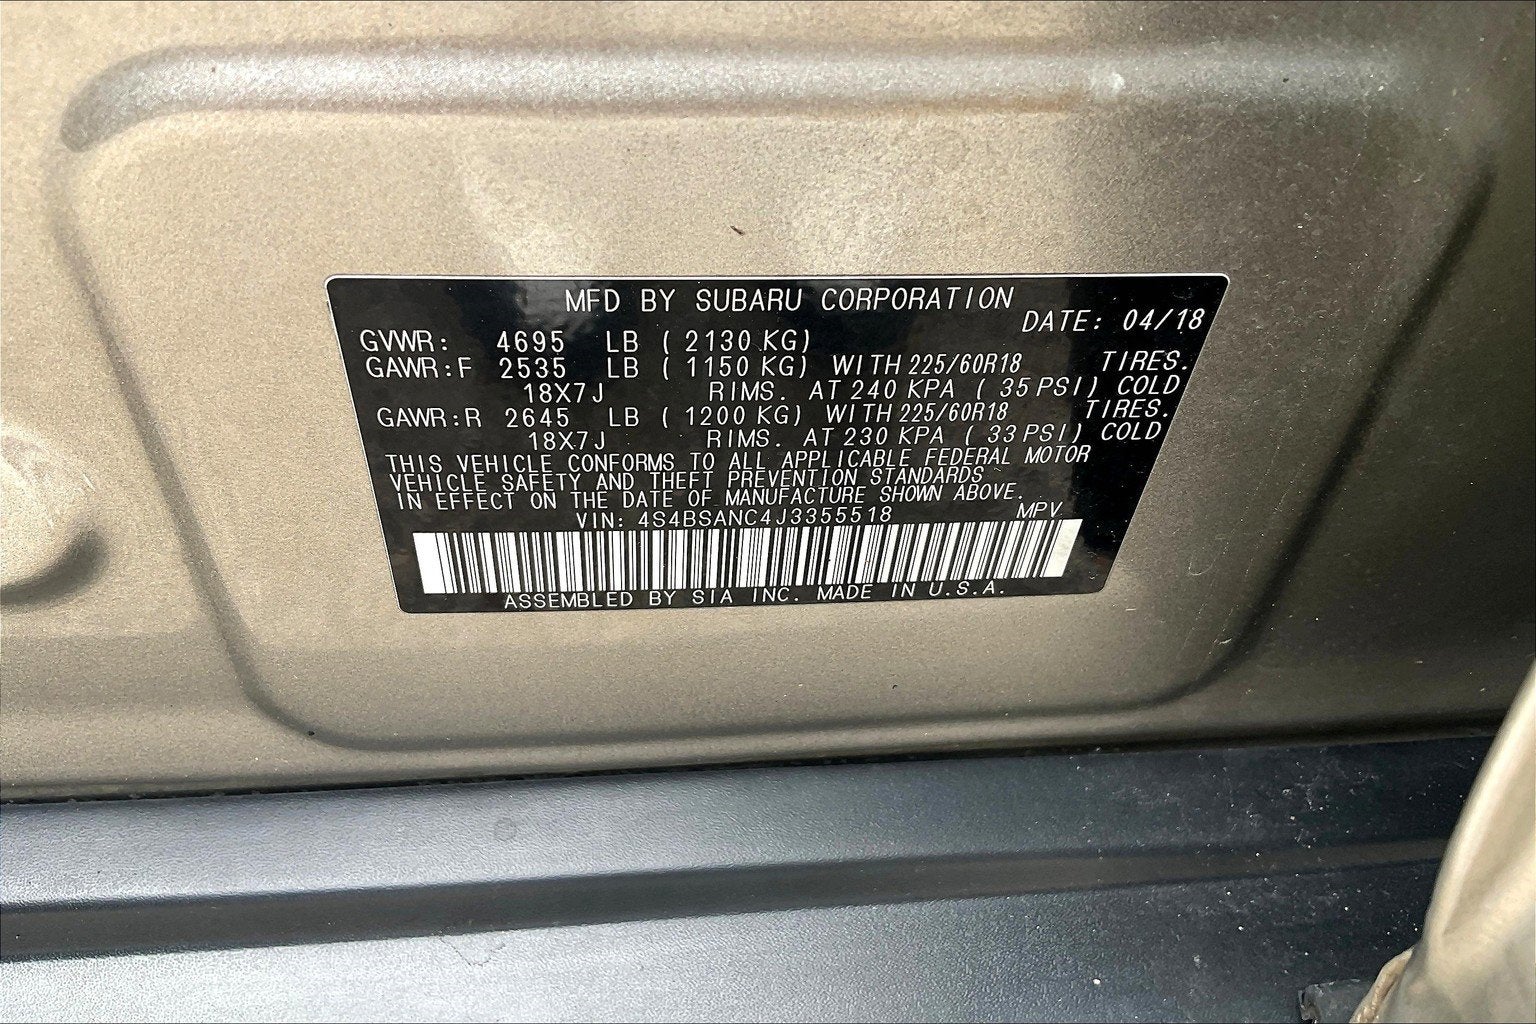 MFD BY SUBARU CORPORATION
DATE: 04/18
GVWR: 4695 LB ( 2130 KG)
GAWR:F 2535 LB ( 1150 KG) WITH 225/60R18 TIRES.
18X7J RIMS. AT 240 KPA ( 35 PSI) COLD
GAWR:R 2645 LB ( 1200 KG) WITH 225/60R18 TIRES.
18X7J RIMS. AT 230 KPA ( 33 PSI) COLD
THIS VEHICLE CONFORMS TO ALL APPLICABLE FEDERAL MOTOR
VEHICLE SAFETY AND THEFT PREVENTION STANDARDS
IN EFFECT ON THE DATE OF MANUFACTURE SHOWN ABOVE.
VIN: 4S4BSANC4J3355518 MPV
ASSEMBLED BY SIA INC. MADE IN U.S.A.